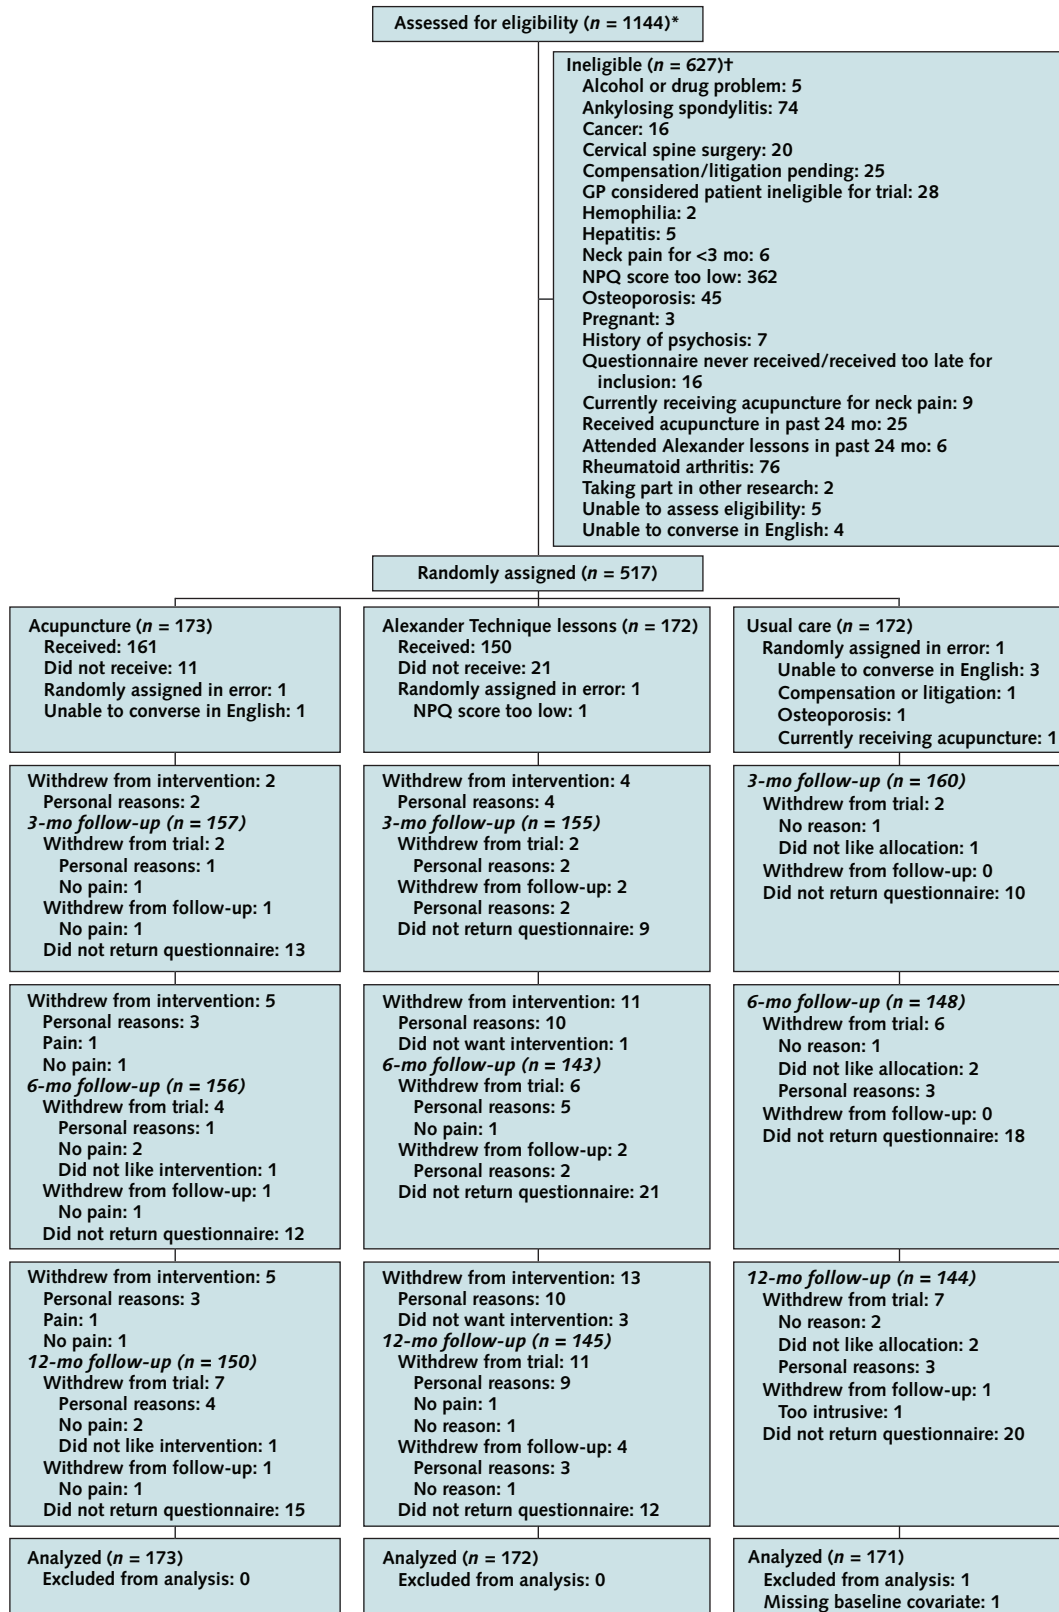 Assessed for eligibility (n = 1144)*
Ineligible (n = 627)†
Alcohol or drug problem: 5
Ankylosing spondylitis: 74
Cancer: 16
Cervical spine surgery: 20
Compensation/litigation pending: 25
GP considered patient ineligible for trial: 28
Hemophilia: 2
Hepatitis: 5
Neck pain for <3 mo: 6
NPQ score too low: 362
Osteoporosis: 45
Pregnant: 3
History of psychosis: 7
Questionnaire never received/received too late for
inclusion: 16
Currently receiving acupuncture for neck pain: 9
Received acupuncture in past 24 mo: 25
Attended Alexander lessons in past 24 mo: 6
Rheumatoid arthritis: 76
Taking part in other research: 2
Unable to assess eligibility: 5
Unable to converse in English: 4
Randomly assigned (n = 517)
Acupuncture (n = 173)
Received: 161
Did not receive: 11
Randomly assigned in error: 1
Unable to converse in English: 1
Alexander Technique lessons (n = 172)
Received: 150
Did not receive: 21
Randomly assigned in error: 1
NPQ score too low: 1
Usual care (n = 172)
Randomly assigned in error: 1
Unable to converse in English: 3
Compensation or litigation: 1
Osteoporosis: 1
Currently receiving acupuncture: 1
Withdrew from intervention: 2
Personal reasons: 2
3-mo follow-up (n = 157)
Withdrew from trial: 2
Personal reasons: 1
No pain: 1
Withdrew from follow-up: 1
No pain: 1
Did not return questionnaire: 13
Withdrew from intervention: 4
Personal reasons: 4
3-mo follow-up (n = 155)
Withdrew from trial: 2
Personal reasons: 2
Withdrew from follow-up: 2
Personal reasons: 2
Did not return questionnaire: 9
3-mo follow-up (n = 160)
Withdrew from trial: 2
No reason: 1
Did not like allocation: 1
Withdrew from follow-up: 0
Did not return questionnaire: 10
Withdrew from intervention: 5
Personal reasons: 3
Pain: 1
No pain: 1
6-mo follow-up (n = 156)
Withdrew from trial: 4
Personal reasons: 1
No pain: 2
Did not like intervention: 1
Withdrew from follow-up: 1
No pain: 1
Did not return questionnaire: 12
Withdrew from intervention: 11
Personal reasons: 10
Did not want intervention: 1
6-mo follow-up (n = 143)
Withdrew from trial: 6
Personal reasons: 5
No pain: 1
Withdrew from follow-up: 2
Personal reasons: 2
Did not return questionnaire: 21
6-mo follow-up (n = 148)
Withdrew from trial: 6
No reason: 1
Did not like allocation: 2
Personal reasons: 3
Withdrew from follow-up: 0
Did not return questionnaire: 18
Withdrew from intervention: 5
Personal reasons: 3
Pain: 1
No pain: 1
12-mo follow-up (n = 150)
Withdrew from trial: 7
Personal reasons: 4
No pain: 2
Did not like intervention: 1
Withdrew from follow-up: 1
No pain: 1
Did not return questionnaire: 15
Withdrew from intervention: 13
Personal reasons: 10
Did not want intervention: 3
12-mo follow-up (n = 145)
Withdrew from trial: 11
Personal reasons: 9
No pain: 1
No reason: 1
Withdrew from follow-up: 4
Personal reasons: 3
No reason: 1
Did not return questionnaire: 12
12-mo follow-up (n = 144)
Withdrew from trial: 7
No reason: 2
Did not like allocation: 2
Personal reasons: 3
Withdrew from follow-up: 1
Too intrusive: 1
Did not return questionnaire: 20
Analyzed (n = 173)
Excluded from analysis: 0
Analyzed (n = 172)
Excluded from analysis: 0
Analyzed (n = 171)
Excluded from analysis: 1
Missing baseline covariate: 1